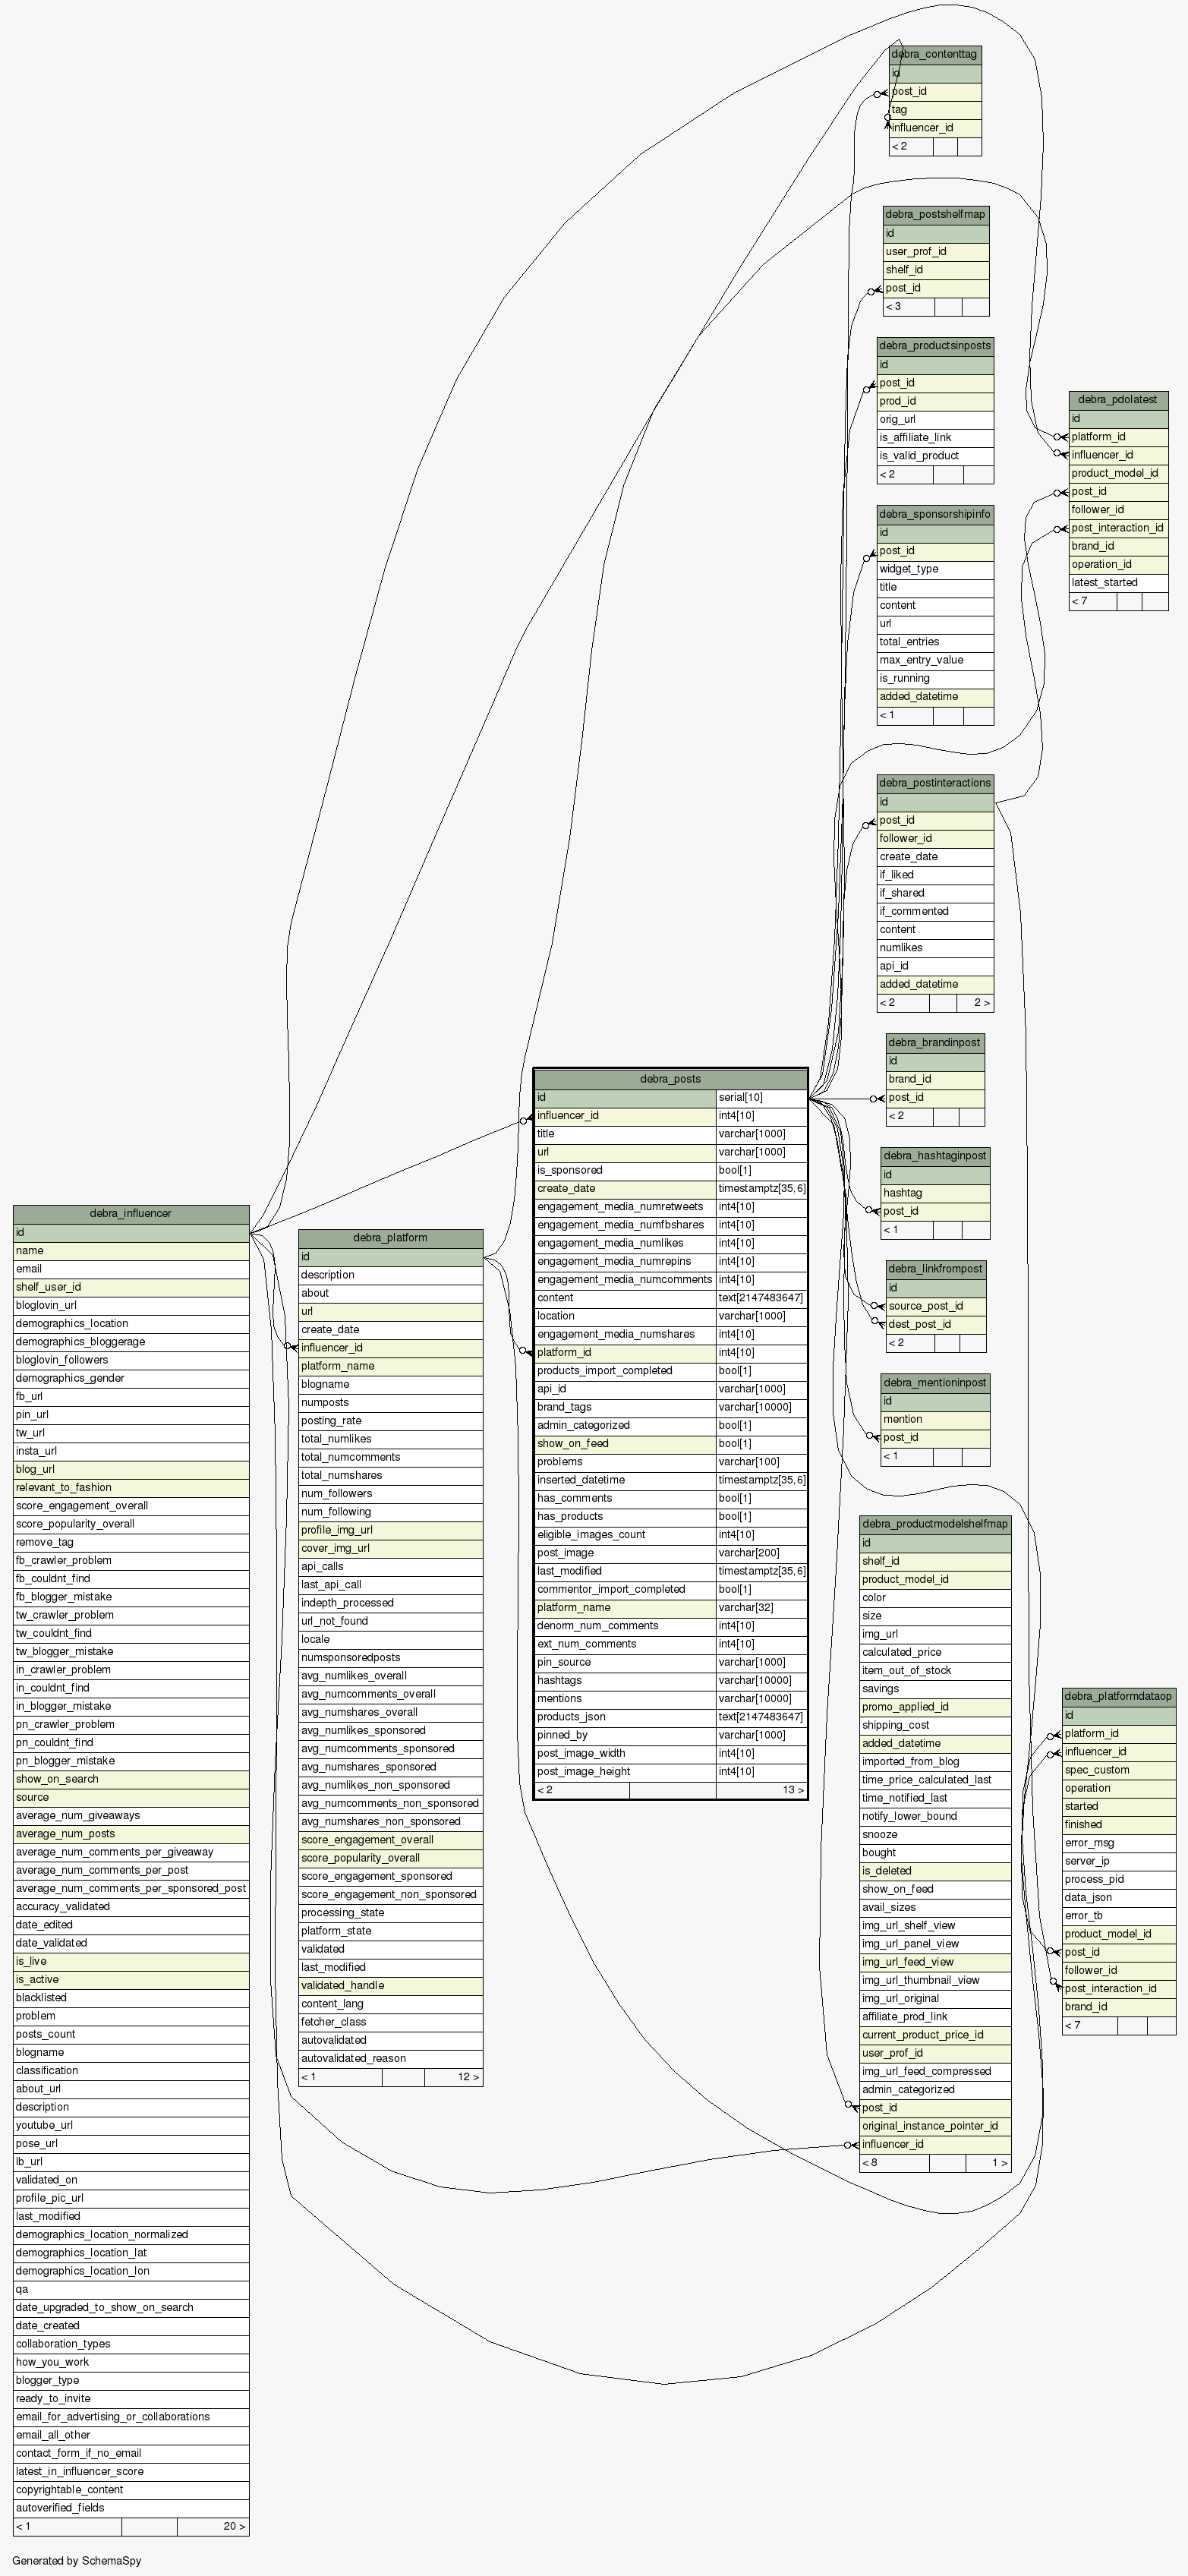 debra_contenttag
id
post_id
tag
influencer_id
< 2
debra_postshelfmap
id
user_prof_id
shelf_id
post_id
< 3
debra_productsinposts
id
post_id
prod_id
orig_url
is_affiliate_link
is_valid_product
< 2
debra_pdolatest
id
platform_id
influencer_id
product_model_id
post_id
follower_id
post_interaction_id
brand_id
operation_id
latest_started
< 7
debra_sponsorshipinfo
id
post_id
widget_type
title
content
url
total_entries
max_entry_value
is_running
added_datetime
< 1
debra_postinteractions
id
post_id
follower_id
create_date
if_liked
if_shared
if_commented
content
numlikes
api_id
added_datetime
< 2 2 >
debra_brandinpost
id
brand_id
post_id
< 2
debra_posts
id serial[10]
influencer_id int4[10]
title varchar[1000]
url varchar[1000]
is_sponsored bool[1]
create_date timestamptz[35,6]
engagement_media_numretweets int4[10]
engagement_media_numfbshares int4[10]
engagement_media_numlikes int4[10]
engagement_media_numrepins int4[10]
engagement_media_numcomments int4[10]
content text[2147483647]
location varchar[1000]
engagement_media_numshares int4[10]
platform_id int4[10]
products_import_completed bool[1]
api_id varchar[1000]
brand_tags varchar[10000]
admin_categorized bool[1]
show_on_feed bool[1]
problems varchar[100]
inserted_datetime timestamptz[35,6]
has_comments bool[1]
has_products bool[1]
eligible_images_count int4[10]
post_image varchar[200]
last_modified timestamptz[35,6]
commentor_import_completed bool[1]
platform_name varchar[32]
denorm_num_comments int4[10]
ext_num_comments int4[10]
pin_source varchar[1000]
hashtags varchar[10000]
mentions varchar[10000]
products_json text[2147483647]
pinned_by varchar[1000]
post_image_width int4[10]
post_image_height int4[10]
< 2 13 >
debra_hashtaginpost
id
hashtag
post_id
< 1
debra_linkfrompost
id
source_post_id
dest_post_id
< 2
debra_mentioninpost
id
mention
post_id
< 1
debra_influencer
id
name
email
shelf_user_id
bloglovin_url
demographics_location
demographics_bloggerage
bloglovin_followers
demographics_gender
fb_url
pin_url
tw_url
insta_url
blog_url
relevant_to_fashion
score_engagement_overall
score_popularity_overall
remove_tag
fb_crawler_problem
fb_couldnt_find
fb_blogger_mistake
tw_crawler_problem
tw_couldnt_find
tw_blogger_mistake
in_crawler_problem
in_couldnt_find
in_blogger_mistake
pn_crawler_problem
pn_couldnt_find
pn_blogger_mistake
show_on_search
source
average_num_giveaways
average_num_posts
average_num_comments_per_giveaway
average_num_comments_per_post
average_num_comments_per_sponsored_post
accuracy_validated
date_edited
date_validated
is_live
is_active
blacklisted
problem
posts_count
blogname
classification
about_url
description
youtube_url
pose_url
lb_url
validated_on
profile_pic_url
last_modified
demographics_location_normalized
demographics_location_lat
demographics_location_lon
qa
date_upgraded_to_show_on_search
date_created
collaboration_types
how_you_work
blogger_type
ready_to_invite
email_for_advertising_or_collaborations
email_all_other
contact_form_if_no_email
latest_in_influencer_score
copyrightable_content
autoverified_fields
< 1 20 >
debra_platform
id
description
about
url
create_date
influencer_id
platform_name
blogname
numposts
posting_rate
total_numlikes
total_numcomments
total_numshares
num_followers
num_following
profile_img_url
cover_img_url
api_calls
last_api_call
indepth_processed
url_not_found
locale
numsponsoredposts
avg_numlikes_overall
avg_numcomments_overall
avg_numshares_overall
avg_numlikes_sponsored
avg_numcomments_sponsored
avg_numshares_sponsored
avg_numlikes_non_sponsored
avg_numcomments_non_sponsored
avg_numshares_non_sponsored
score_engagement_overall
score_popularity_overall
score_engagement_sponsored
score_engagement_non_sponsored
processing_state
platform_state
validated
last_modified
validated_handle
content_lang
fetcher_class
autovalidated
autovalidated_reason
< 1 12 >
debra_productmodelshelfmap
id
shelf_id
product_model_id
color
size
img_url
calculated_price
item_out_of_stock
savings
promo_applied_id
shipping_cost
added_datetime
imported_from_blog
time_price_calculated_last
time_notified_last
notify_lower_bound
snooze
bought
is_deleted
show_on_feed
avail_sizes
img_url_shelf_view
img_url_panel_view
img_url_feed_view
img_url_thumbnail_view
img_url_original
affiliate_prod_link
current_product_price_id
user_prof_id
img_url_feed_compressed
admin_categorized
post_id
original_instance_pointer_id
influencer_id
< 8 1 >
debra_platformdataop
id
platform_id
influencer_id
spec_custom
operation
started
finished
error_msg
server_ip
process_pid
data_json
error_tb
product_model_id
post_id
follower_id
post_interaction_id
brand_id
< 7
Generated by SchemaSpy